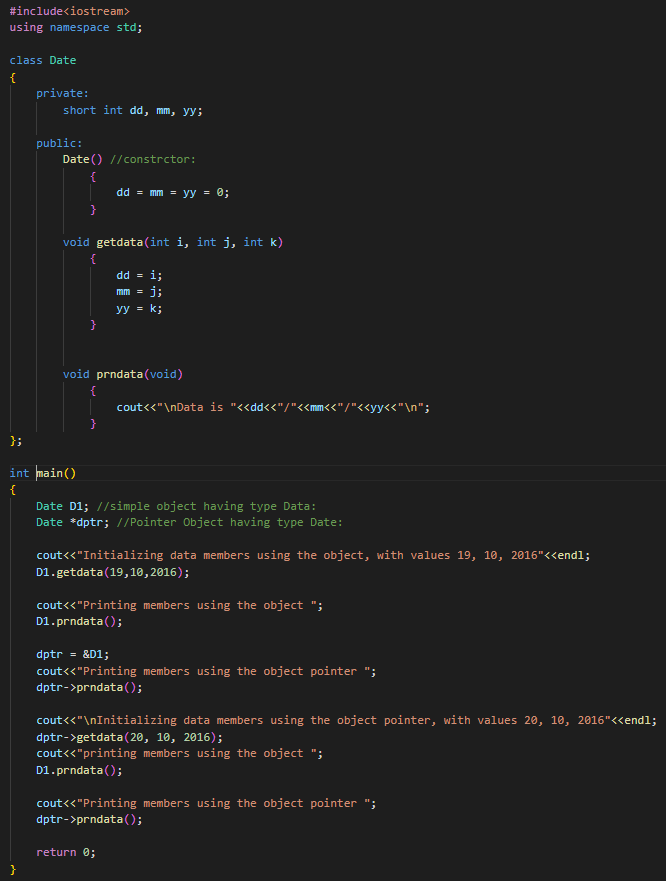 #include<iostream>
using namespace std;

class Date
{
    private:
        short int dd, mm, yy;

    public:
        Date() //constrctor:
            {
                dd = mm = yy = 0;
            }

        void getdata(int i, int j, int k)
            {
                dd = i;
                mm = j;
                yy = k;
            }


        void prndata(void)
            {
                cout<<"\nData is "<<dd<<"/"<<mm<<"/"<<yy<<"\n";
            }
};

int main()
{
    Date D1; //simple object having type Data:
    Date *dptr; //Pointer Object having type Date:

    cout<<"Initializing data members using the object, with values 19, 10, 2016"<<endl;
    D1.getdata(19,10,2016);

    cout<<"Printing members using the object ";
    D1.prndata();

    dptr = &D1;
    cout<<"Printing members using the object pointer ";
    dptr->prndata();

    cout<<"\nInitializing data members using the object pointer, with values 20, 10, 2016"<<endl;
    dptr->getdata(20, 10, 2016);
    cout<<"printing members using the object ";
    D1.prndata();

    cout<<"Printing members using the object pointer ";
    dptr->prndata();

    return 0;
}